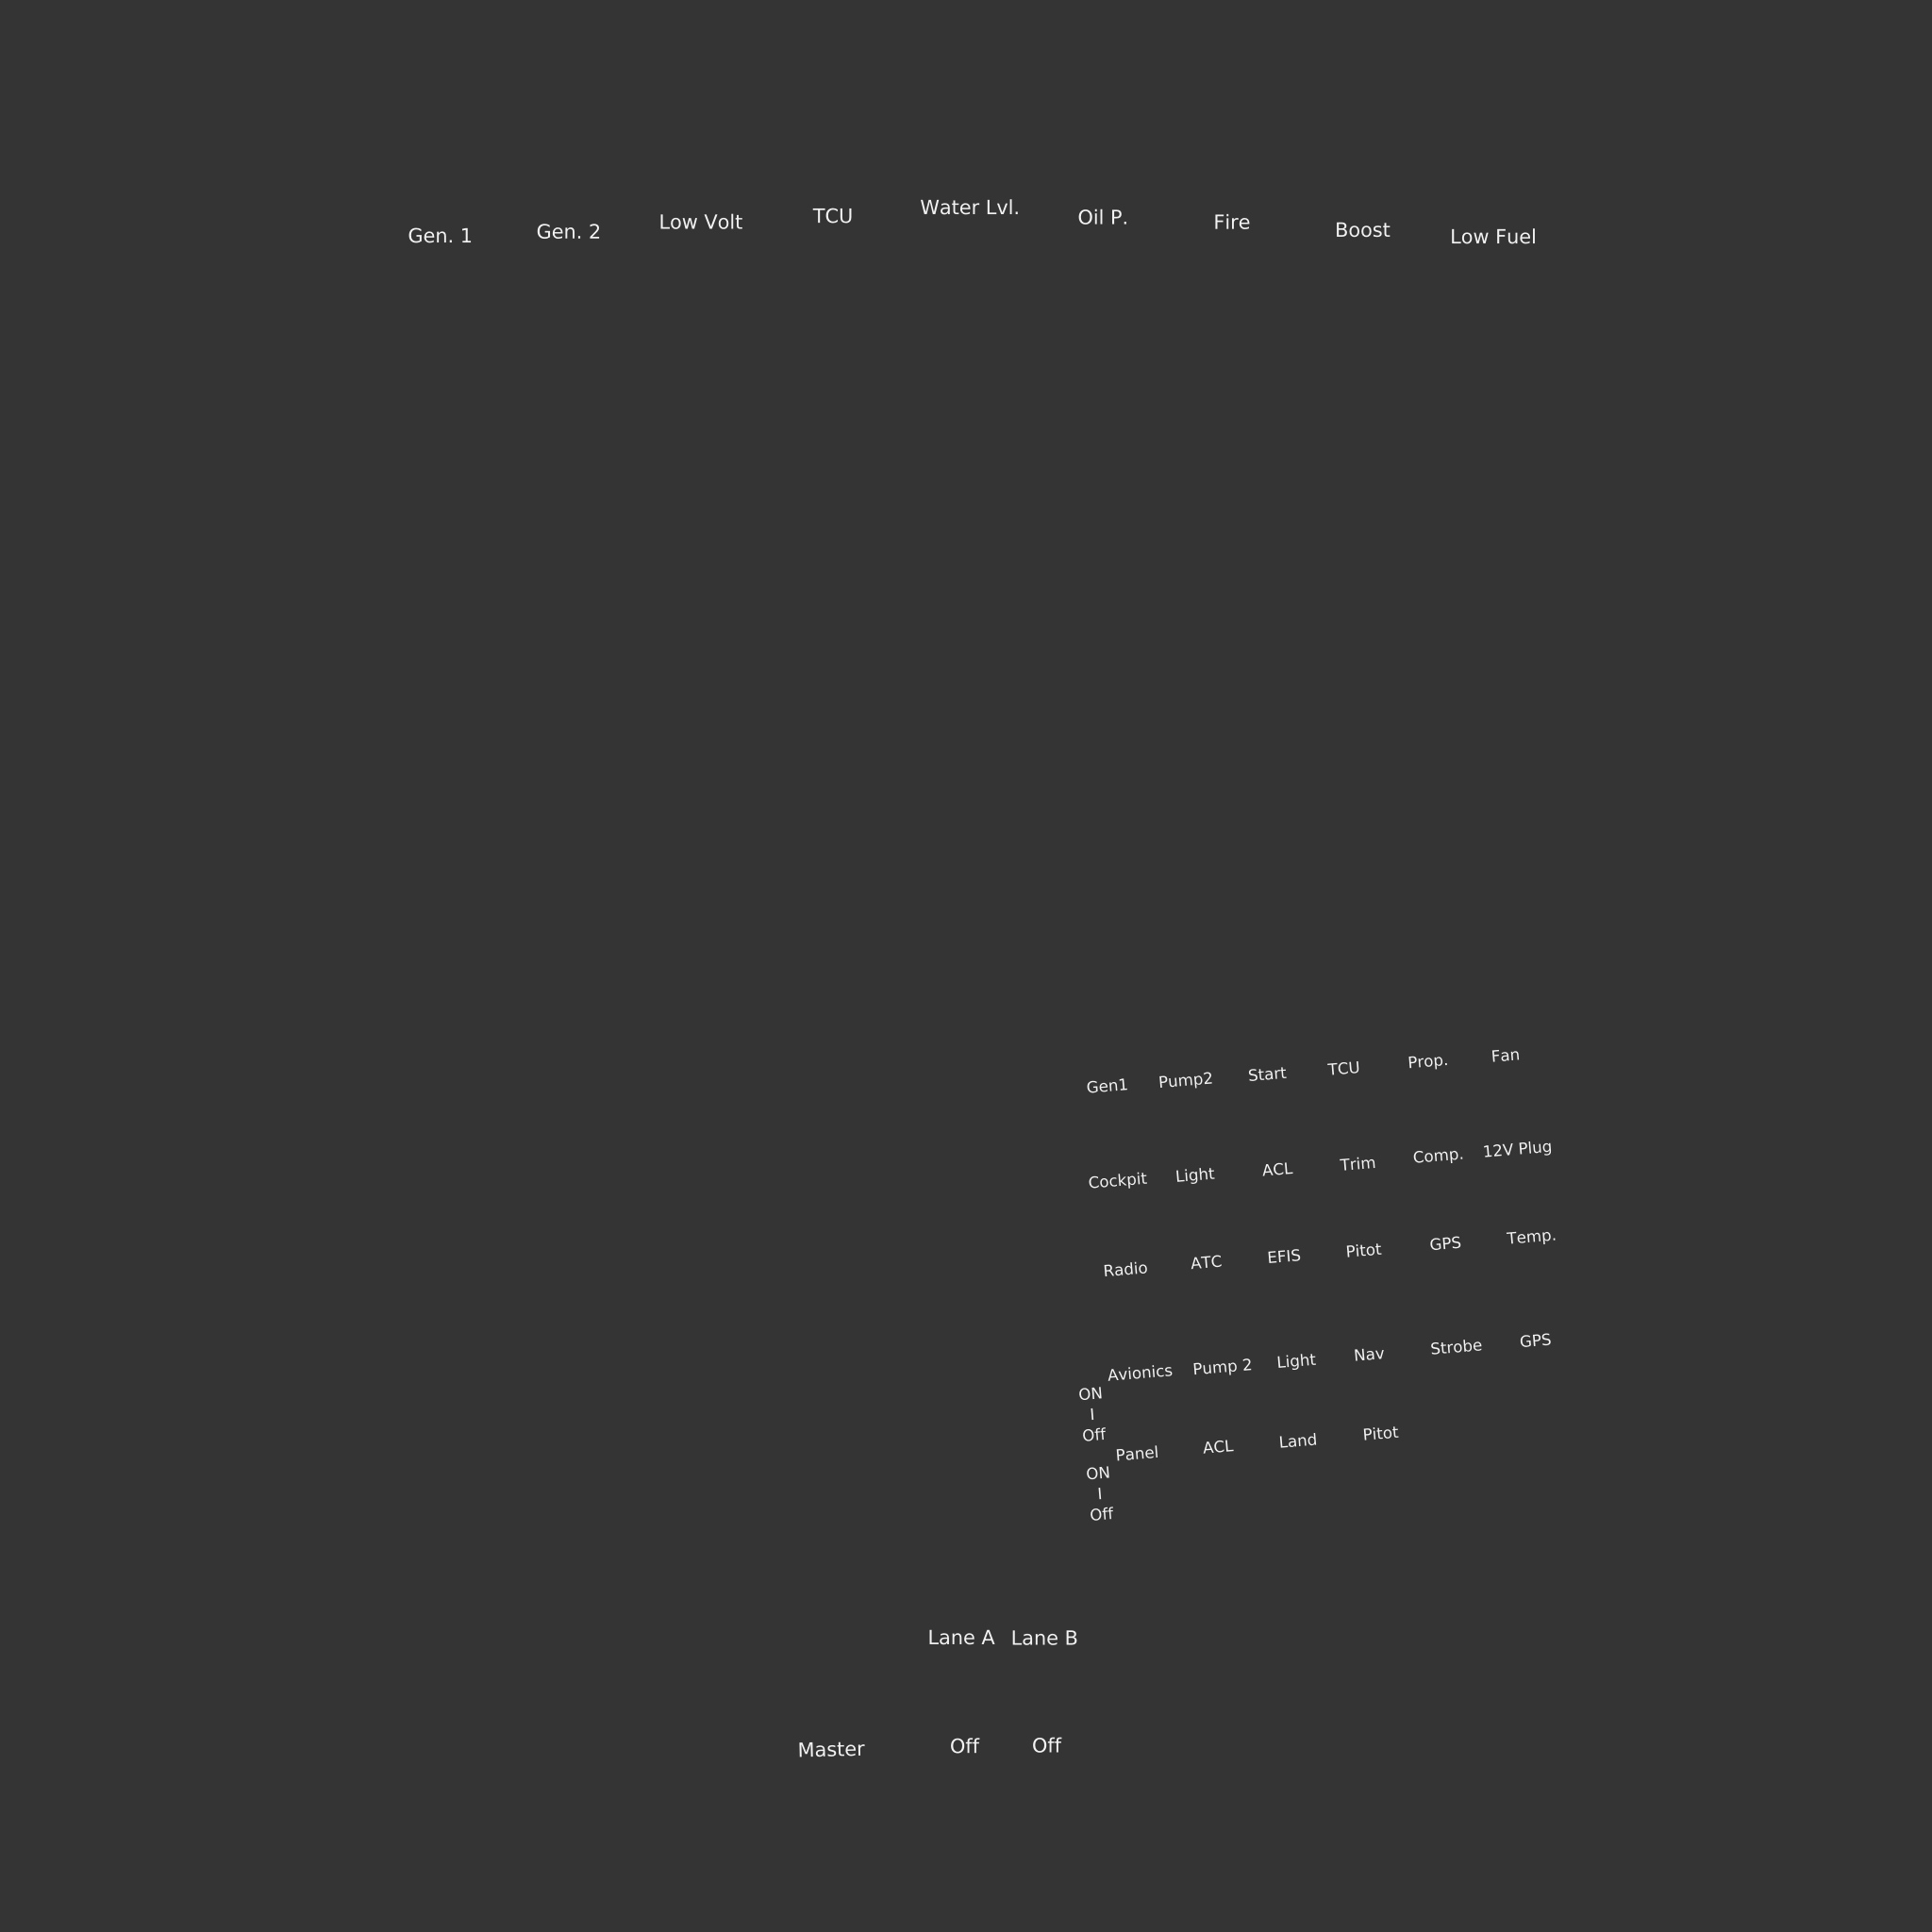 Gen. 1 Gen. 2 Low Volt TCU Water Lvl. Oil P. Fire Boost Low Fuel
Gen1 Pump2 Start TCU Prop. Fan
Cockpit Light ACL Trim Comp. 12V Plug
Radio ATC EFIS Pitot GPS Temp.
Avionics Pump 2 Light Nav Strobe GPS
ON
I
Off
Panel ACL Land Pitot
ON
I
Off
Lane A Lane B
Master Off Off